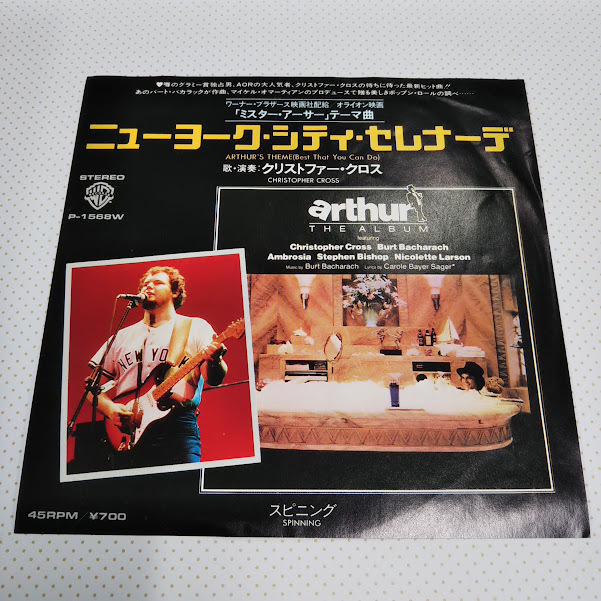 ♥噂のグラミー賞独占男、AORの大人気者、クリストファー・クロスの待ちに待った最新ヒット曲!!
あのバート・バカラックが作曲、マイケル・オマーティアンのプロデュースで贈る美しきポップン・ロールの調べ……
ワーナー・ブラザース映画社配給 オライオン映画
「ミスター・アーサー」テーマ曲
ニューヨーク・シティ・セレナーデ
ARTHUR'S THEME (Best That You Can Do)
歌・演奏：クリストファー・クロス
CHRISTOPHER CROSS
STEREO
P-1568W
arthur
THE ALBUM
featuring
Christopher Cross Burt Bacharach
Ambrosia Stephen Bishop Nicolette Larson
Music by Burt Bacharach Lyrics by Carole Bayer Sager*
NEW YORK
スピニング
SPINNING
45RPM/¥700